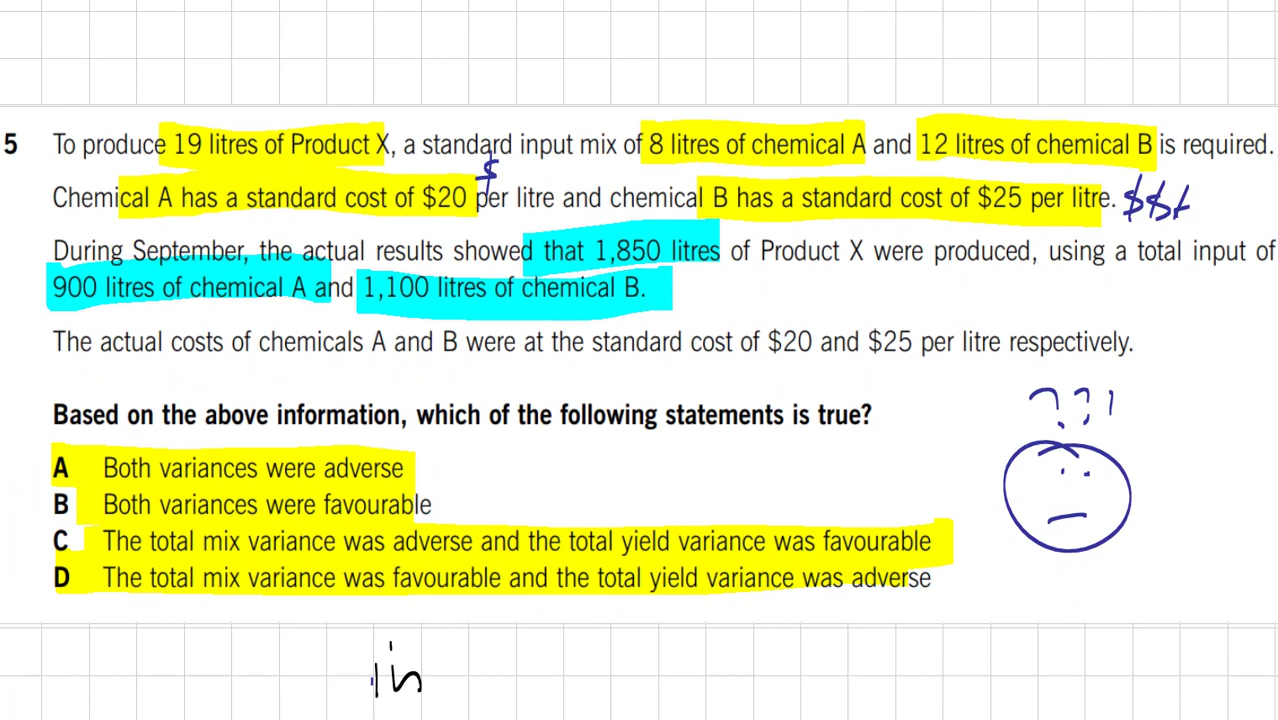 5 To produce 19 litres of Product X, a standard input mix of 8 litres of chemical A and 12 litres of chemical B is required.
$
Chemical A has a standard cost of $20 per litre and chemical B has a standard cost of $25 per litre. $$$
During September, the actual results showed that 1,850 litres of Product X were produced, using a total input of
900 litres of chemical A and 1,100 litres of chemical B.
The actual costs of chemicals A and B were at the standard cost of $20 and $25 per litre respectively.
???
Based on the above information, which of the following statements is true?
A Both variances were adverse
B Both variances were favourable
C The total mix variance was adverse and the total yield variance was favourable
D The total mix variance was favourable and the total yield variance was adverse
in